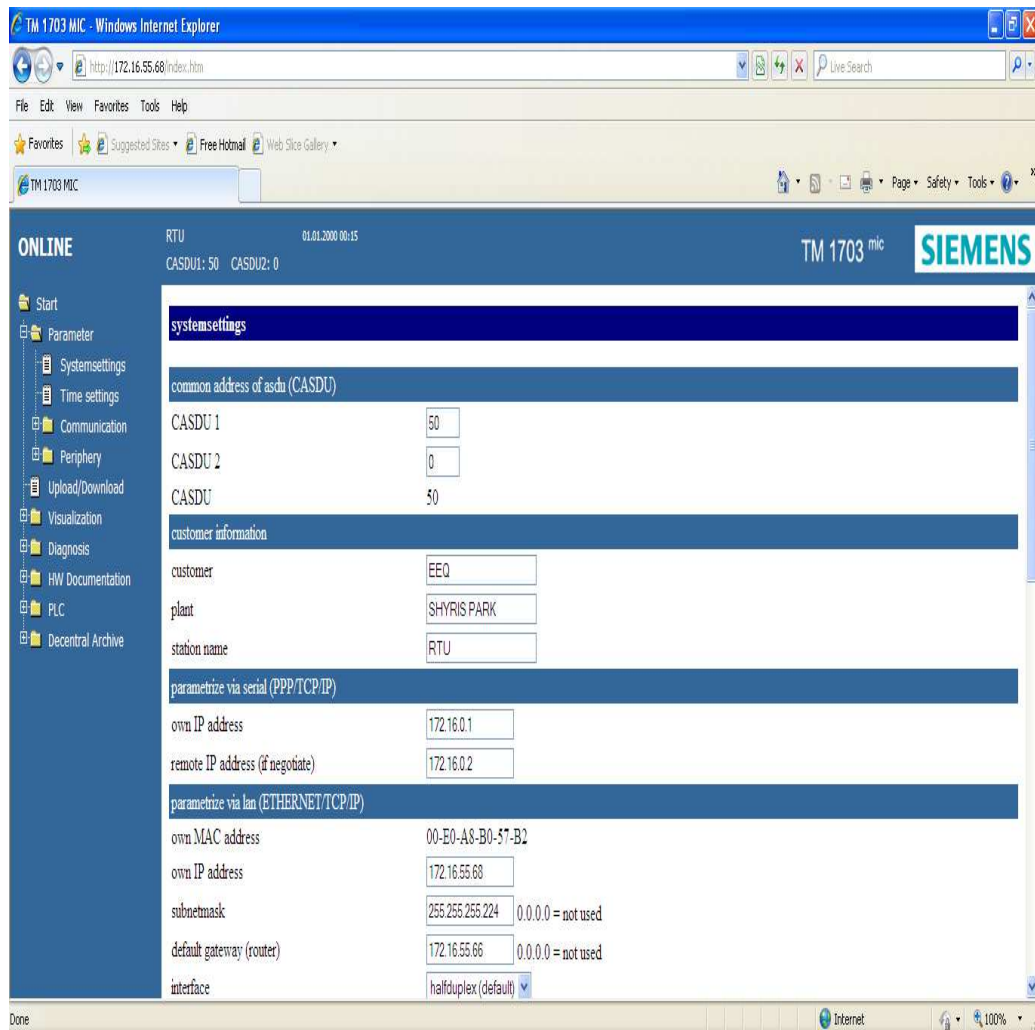 TM 1703 MIC - Windows Internet Explorer
http://172.16.55.68/index.htm
Live Search
File Edit View Favorites Tools Help
Favorites Suggested Sites Free Hotmail Web Slice Gallery
TM 1703 MIC
Page Safety Tools
ONLINE
RTU 01.01.2000 00:15
CASDU1: 50 CASDU2: 0
TM 1703 mic
SIEMENS
Start
Parameter
Systemsettings
Time settings
Communication
Periphery
Upload/Download
Visualization
Diagnosis
HW Documentation
PLC
Decentral Archive
systemsettings
common address of asdu (CASDU)
CASDU 1 50
CASDU 2 0
CASDU 50
customer information
customer EEQ
plant SHYRIS PARK
station name RTU
parametrize via serial (PPP/TCP/IP)
own IP address 172.16.0.1
remote IP address (if negotiate) 172.16.0.2
parametrize via lan (ETHERNET/TCP/IP)
own MAC address 00-E0-A8-B0-57-B2
own IP address 172.16.55.68
subnetmask 255.255.255.224 0.0.0.0 = not used
default gateway (router) 172.16.55.66 0.0.0.0 = not used
interface halfduplex (default)
Done
Internet
100%